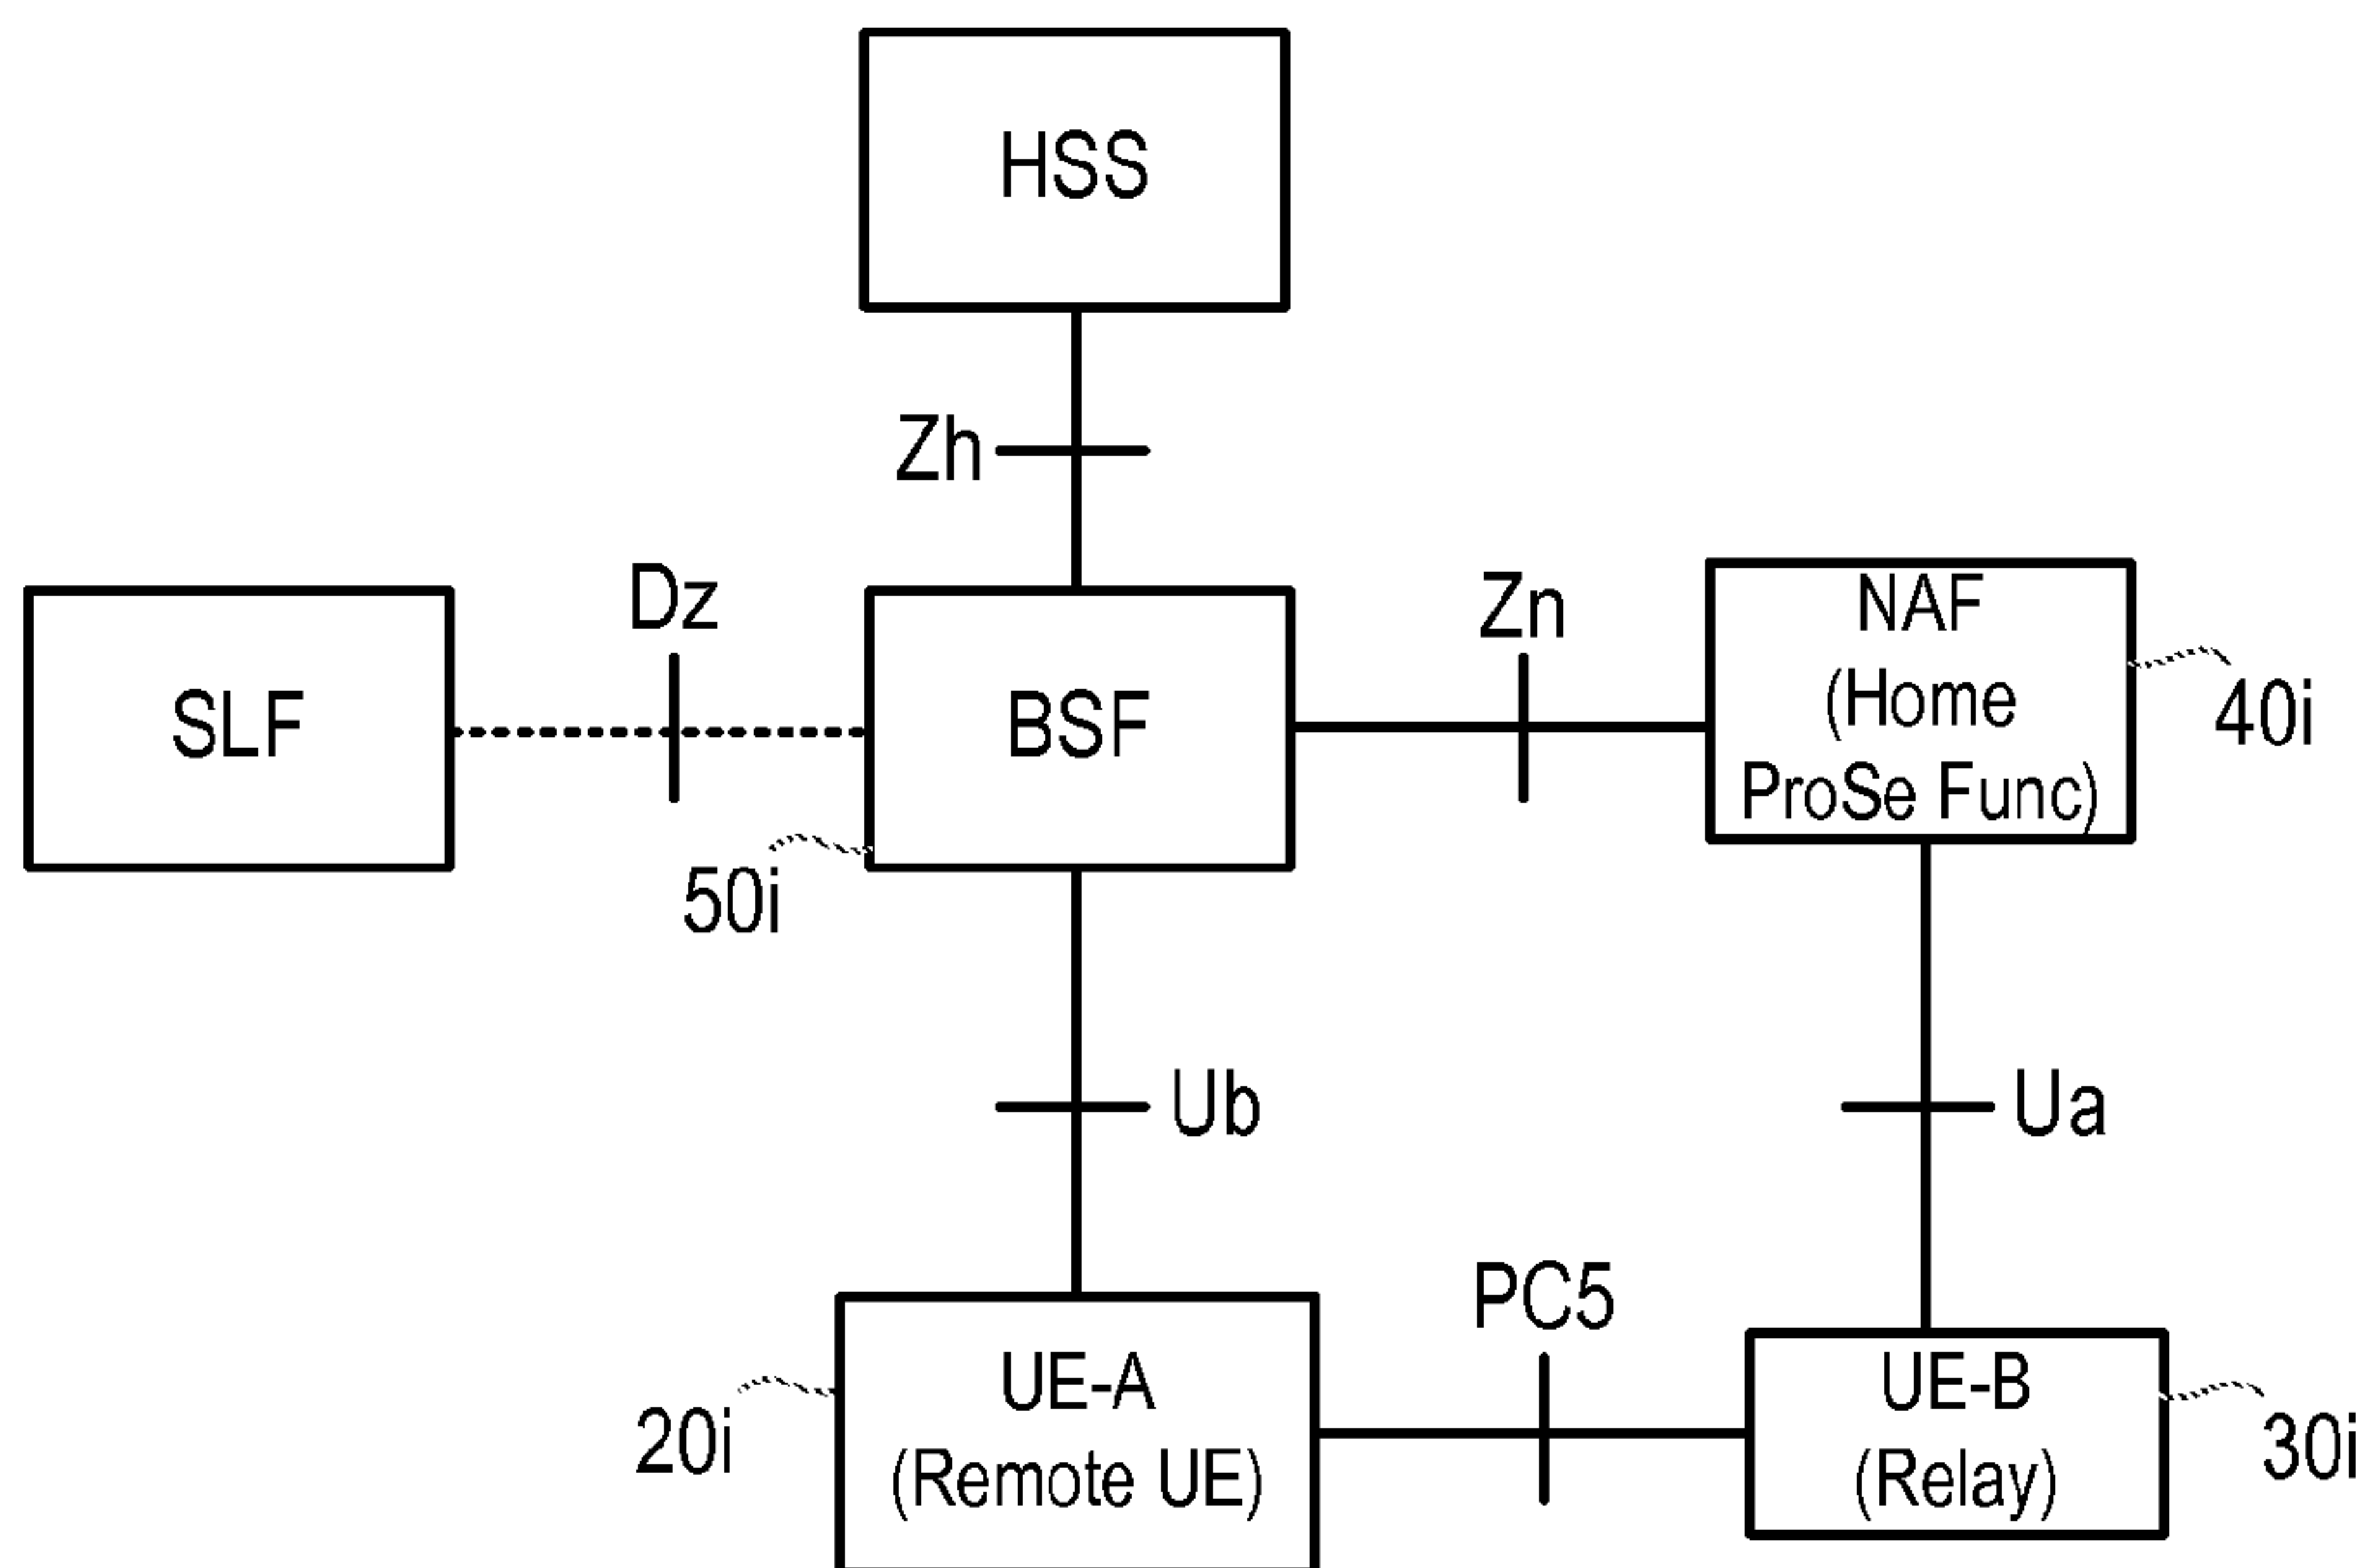 HSS
Zh
Dz
Zn
SLF
BSF
NAF
(Home
ProSe Func)
40i
50i
Ub
Ua
PC5
UE-A
(Remote UE)
20i
UE-B
(Relay)
30i